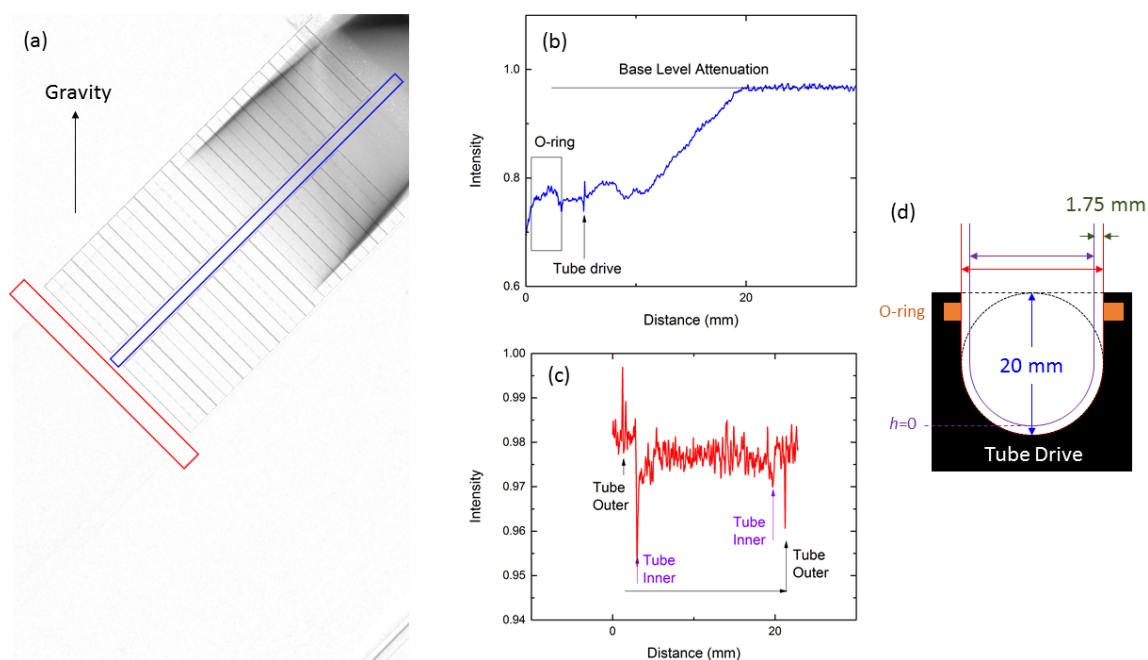 (a)
Gravity
(b)
1.0
0.8
0.6
Intensity
Base Level Attenuation
O-ring
Tube drive
0
20
Distance (mm)
(c)
1.00
0.99
0.98
0.97
0.96
0.95
0.94
Intensity
Tube
Outer
Tube
Inner
Tube
Inner
Tube
Outer
0
20
Distance (mm)
(d)
1.75 mm
O-ring
20 mm
h=0
Tube Drive